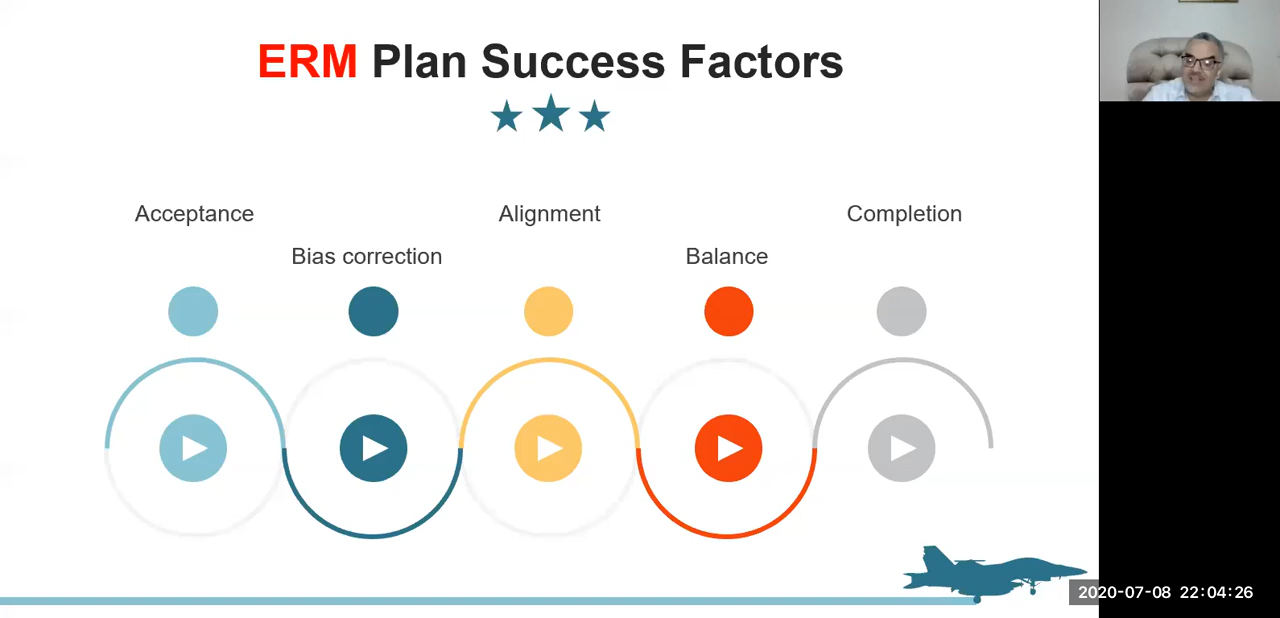 ERM Plan Success Factors
Acceptance
Bias correction
Alignment
Balance
Completion
2020-07-08 22:04:26